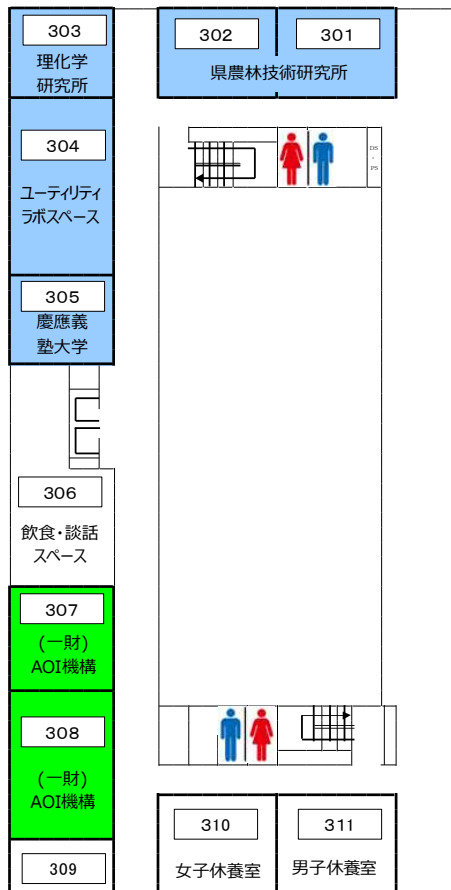 303
理化学
研究所
302
301
県農林技術研究所
304
ユーティリティ
ラボスペース
DS
・
PS
305
慶應義
塾大学
306
飲食・談話
スペース
307
(一財)
AOI機構
308
(一財)
AOI機構
309
310
女子休養室
311
男子休養室